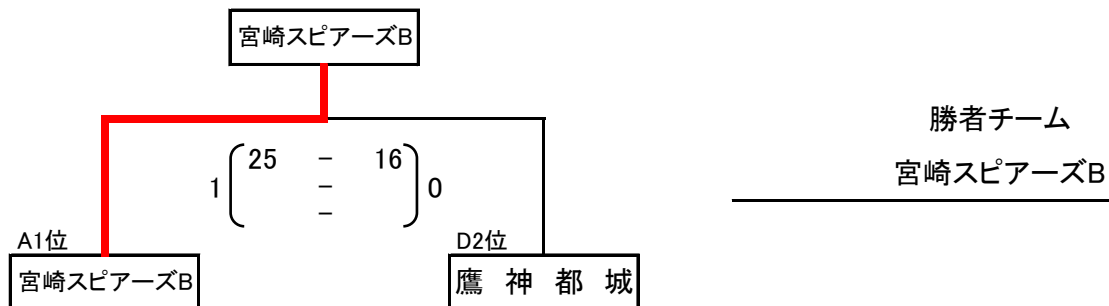 宮崎スピアーズB
勝者チーム
宮崎スピアーズB
25 － 16
1 － 0
－
A1位 D2位
宮崎スピアーズB 鷹 神 都 城